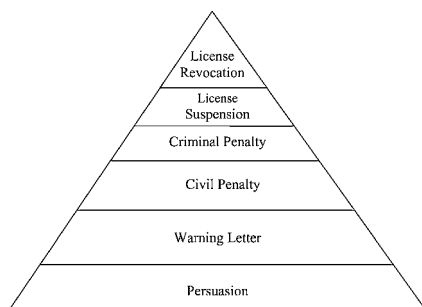 License
Revocation
License
Suspension
Criminal Penalty
Civil Penalty
Warning Letter
Persuasion